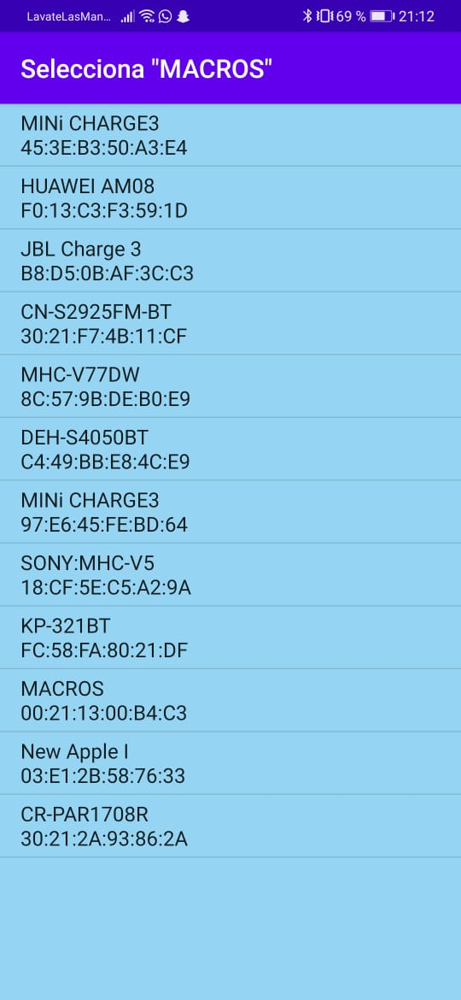 LavateLasMan... 69 % 21:12
Selecciona "MACROS"
MINi CHARGE3
45:3E:B3:50:A3:E4
HUAWEI AM08
F0:13:C3:F3:59:1D
JBL Charge 3
B8:D5:0B:AF:3C:C3
CN-S2925FM-BT
30:21:F7:4B:11:CF
MHC-V77DW
8C:57:9B:DE:B0:E9
DEH-S4050BT
C4:49:BB:E8:4C:E9
MINi CHARGE3
97:E6:45:FE:BD:64
SONY:MHC-V5
18:CF:5E:C5:A2:9A
KP-321BT
FC:58:FA:80:21:DF
MACROS
00:21:13:00:B4:C3
New Apple I
03:E1:2B:58:76:33
CR-PAR1708R
30:21:2A:93:86:2A